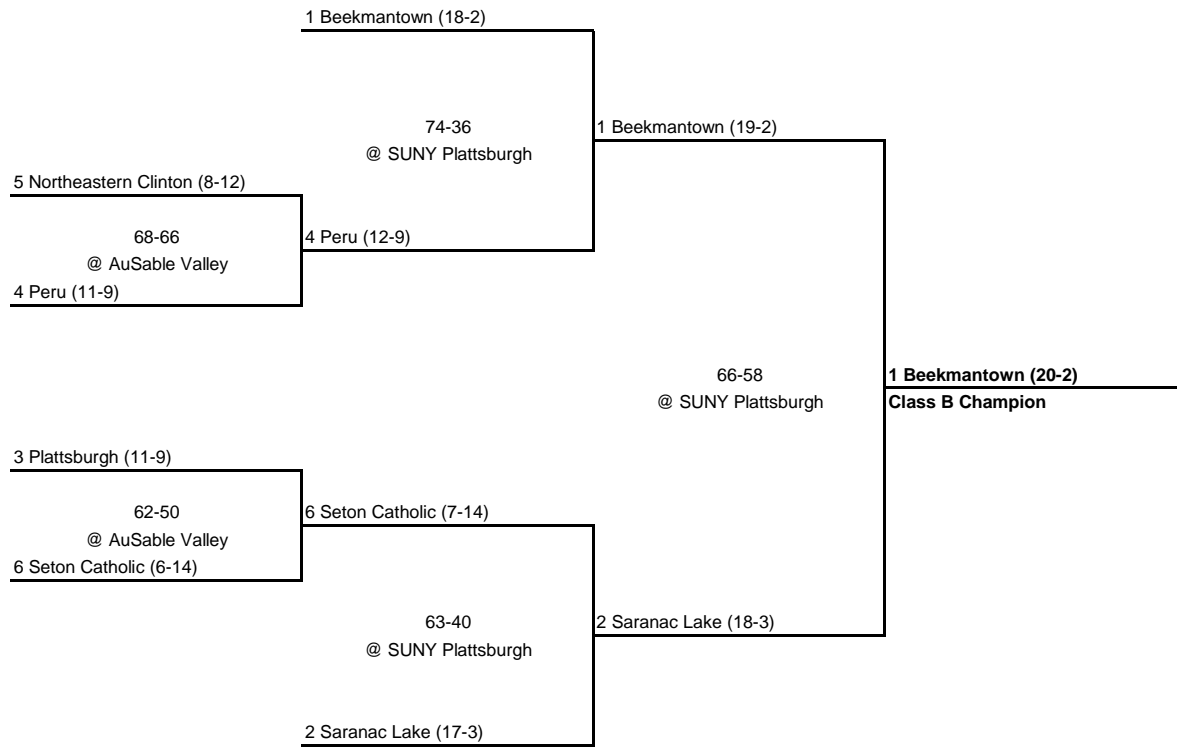 1 Beekmantown (18-2)
74-36
@ SUNY Plattsburgh
1 Beekmantown (19-2)
5 Northeastern Clinton (8-12)
68-66
@ AuSable Valley
4 Peru (12-9)
4 Peru (11-9)
66-58
@ SUNY Plattsburgh
1 Beekmantown (20-2)
Class B Champion
3 Plattsburgh (11-9)
62-50
@ AuSable Valley
6 Seton Catholic (7-14)
6 Seton Catholic (6-14)
63-40
@ SUNY Plattsburgh
2 Saranac Lake (18-3)
2 Saranac Lake (17-3)